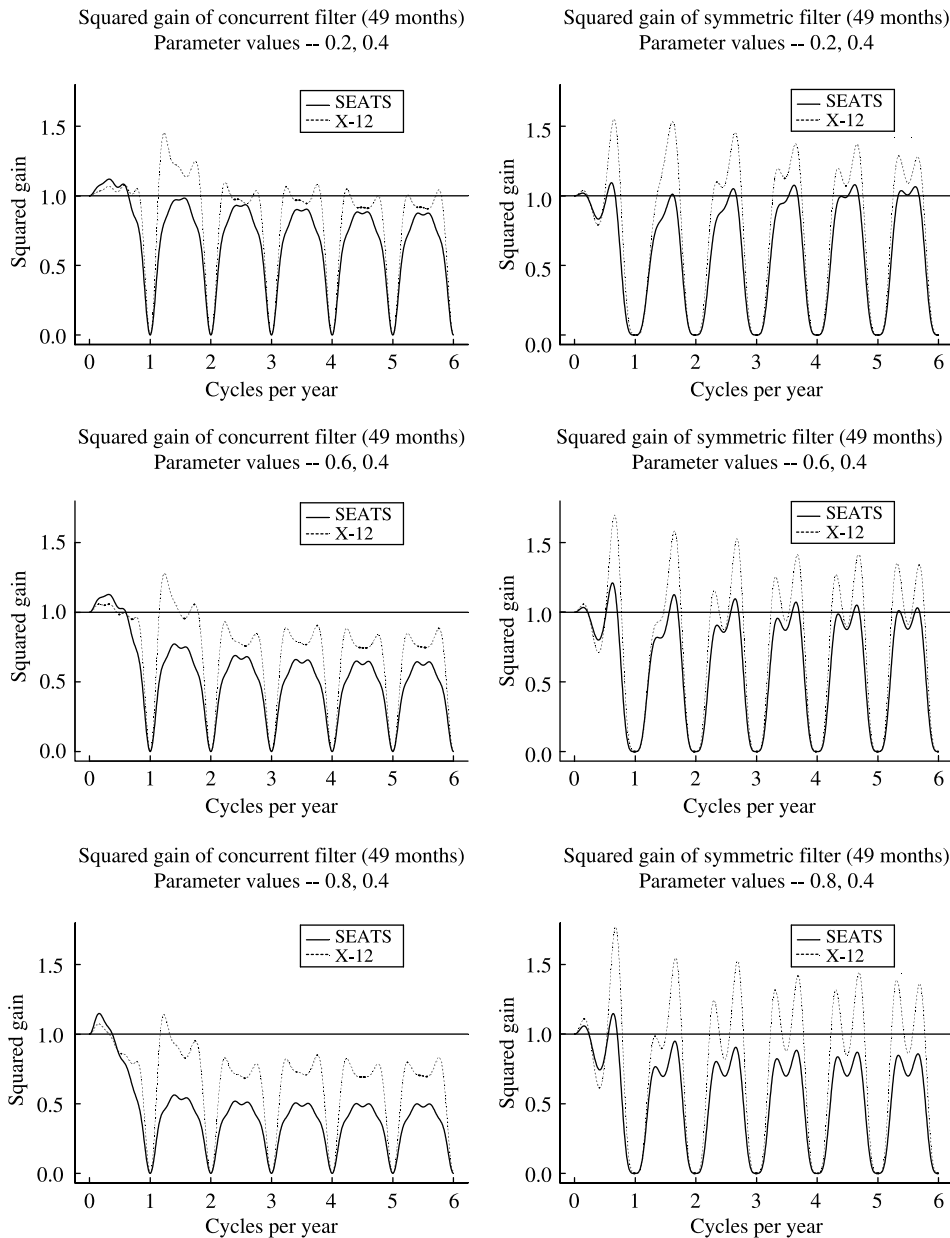 Squared gain of concurrent filter (49 months)
Parameter values -- 0.2, 0.4
SEATS
X-12
1.5
1.0
0.5
0.0
Squared gain
0 1 2 3 4 5 6
Cycles per year
Squared gain of symmetric filter (49 months)
Parameter values -- 0.2, 0.4
SEATS
X-12
1.5
1.0
0.5
0.0
Squared gain
0 1 2 3 4 5 6
Cycles per year
Squared gain of concurrent filter (49 months)
Parameter values -- 0.6, 0.4
SEATS
X-12
1.5
1.0
0.5
0.0
Squared gain
0 1 2 3 4 5 6
Cycles per year
Squared gain of symmetric filter (49 months)
Parameter values -- 0.6, 0.4
SEATS
X-12
1.5
1.0
0.5
0.0
Squared gain
0 1 2 3 4 5 6
Cycles per year
Squared gain of concurrent filter (49 months)
Parameter values -- 0.8, 0.4
SEATS
X-12
1.5
1.0
0.5
0.0
Squared gain
0 1 2 3 4 5 6
Cycles per year
Squared gain of symmetric filter (49 months)
Parameter values -- 0.8, 0.4
SEATS
X-12
1.5
1.0
0.5
0.0
Squared gain
0 1 2 3 4 5 6
Cycles per year